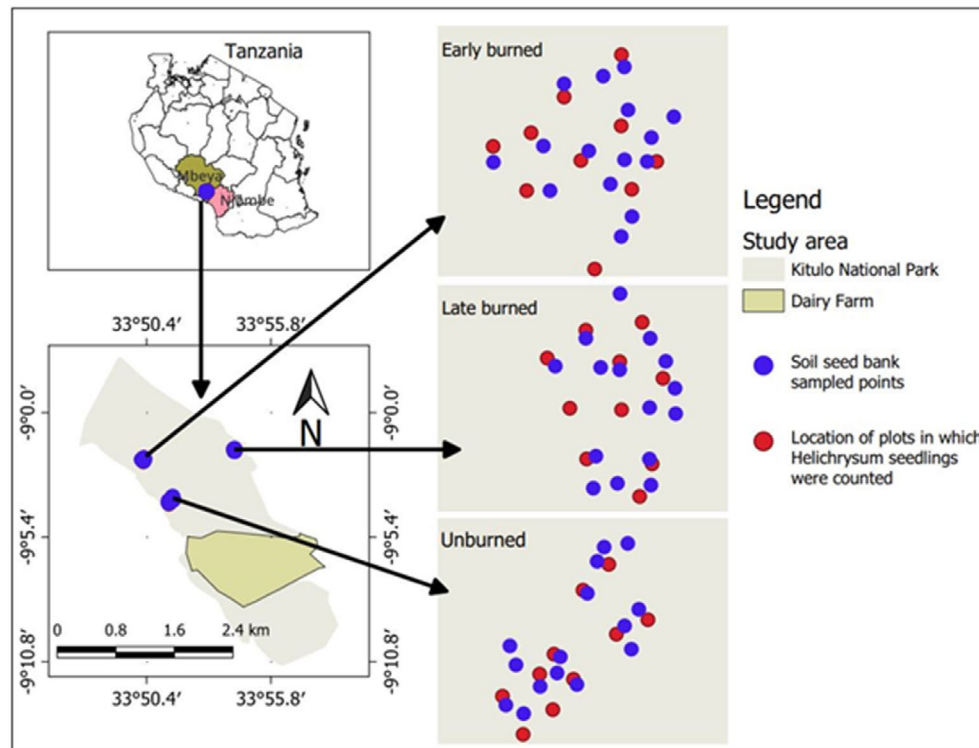 Tanzania
Mbeya
Njombe
33°50.4′ 33°55.8′
-9°0.0′
-9°5.4′
-9°10.8′
-9°0.0′
-9°5.4′
-9°10.8′
N
0 0.8 1.6 2.4 km
33°50.4′ 33°55.8′
Early burned
Late burned
Unburned
Legend
Study area
Kitulo National Park
Dairy Farm
Soil seed bank
sampled points
Location of plots in which
Helichrysum seedlings
were counted